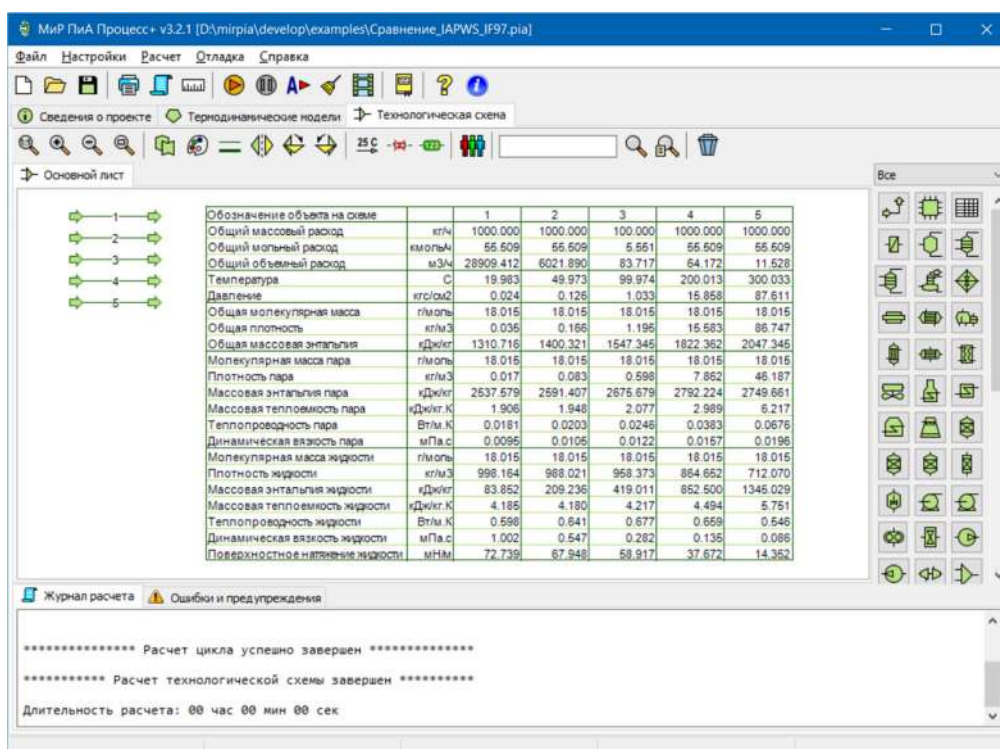 МиР ПиА Процесс+ v3.2.1 [D:\mirpia\develop\examples\Сравнение_IAPWS_IF97.pia]
Файл Настройки Расчет Отладка Справка
Сведения о проекте Термодинамические модели Технологическая схема
25 C
Основной лист Все
Обозначение объекта на схеме 1 2 3 4 5
Общий массовый расход кг/ч 1000.000 1000.000 100.000 1000.000 1000.000
Общий мольный расход кмоль/ч 55.509 55.509 5.551 55.509 55.509
Общий объемный расход м3/ч 28909.412 6021.890 83.717 64.172 11.528
Температура C 19.983 49.973 99.974 200.013 300.033
Давление кгс/см2 0.024 0.126 1.033 15.858 87.611
Общая молекулярная масса г/моль 18.015 18.015 18.015 18.015 18.015
Общая плотность кг/м3 0.035 0.166 1.195 15.583 86.747
Общая массовая энтальпия кДж/кг 1310.716 1400.321 1547.345 1822.362 2047.345
Молекулярная масса пара г/моль 18.015 18.015 18.015 18.015 18.015
Плотность пара кг/м3 0.017 0.083 0.598 7.862 46.187
Массовая энтальпия пара кДж/кг 2537.579 2591.407 2675.679 2792.224 2749.661
Массовая теплоемкость пара кДж/кг.К 1.906 1.948 2.077 2.989 6.217
Теплопроводность пара Вт/м.К 0.0181 0.0203 0.0246 0.0383 0.0676
Динамическая вязкость пара мПа.с 0.0095 0.0105 0.0122 0.0157 0.0196
Молекулярная масса жидкости г/моль 18.015 18.015 18.015 18.015 18.015
Плотность жидкости кг/м3 998.164 988.021 958.373 864.652 712.070
Массовая энтальпия жидкости кДж/кг 83.852 209.236 419.011 852.500 1345.029
Массовая теплоемкость жидкости кДж/кг.К 4.185 4.180 4.217 4.494 5.751
Теплопроводность жидкости Вт/м.К 0.598 0.641 0.677 0.659 0.546
Динамическая вязкость жидкости мПа.с 1.002 0.547 0.282 0.135 0.086
Поверхностное натяжение жидкости мН/м 72.739 67.948 58.917 37.672 14.362
1
2
3
4
5
Журнал расчета Ошибки и предупреждения
*************** Расчет цикла успешно завершен **************
*********** Расчет технологической схемы завершен **********
Длительность расчета: 00 час 00 мин 00 сек